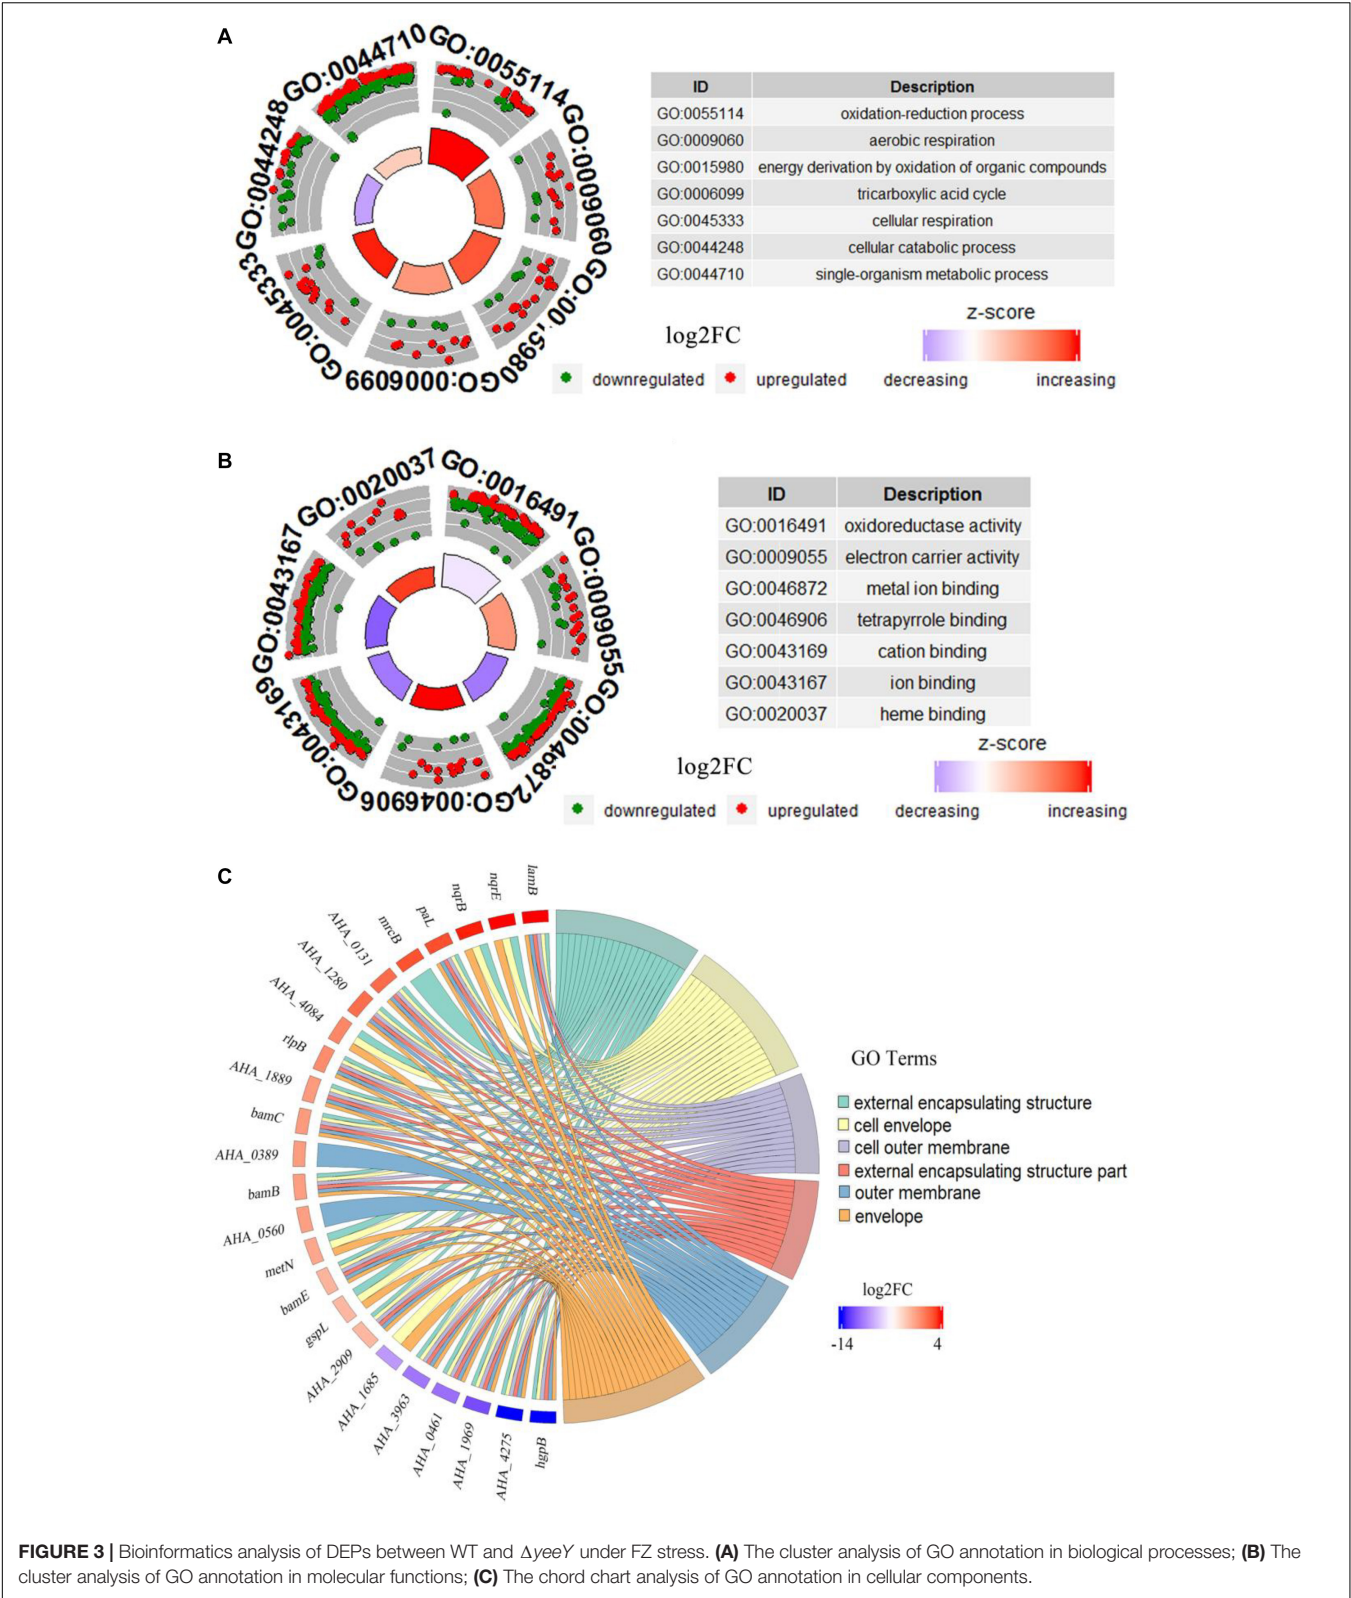 A
GO:0055114
GO:0009060
GO:0015980
GO:0006099
GO:0045333
GO:0044248
GO:0044710
ID Description
GO:0055114 oxidation-reduction process
GO:0009060 aerobic respiration
GO:0015980 energy derivation by oxidation of organic compounds
GO:0006099 tricarboxylic acid cycle
GO:0045333 cellular respiration
GO:0044248 cellular catabolic process
GO:0044710 single-organism metabolic process
log2FC
downregulated upregulated
z-score
decreasing increasing
B
GO:0016491
GO:0009055
GO:0046872
GO:0046906
GO:0043169
GO:0043167
GO:0020037
ID Description
GO:0016491 oxidoreductase activity
GO:0009055 electron carrier activity
GO:0046872 metal ion binding
GO:0046906 tetrapyrrole binding
GO:0043169 cation binding
GO:0043167 ion binding
GO:0020037 heme binding
log2FC
downregulated upregulated
z-score
decreasing increasing
C
lamB
nqrE
nqrB
paL
mrcB
AHA_0131
AHA_1280
AHA_4084
rlpB
AHA_1889
bamC
AHA_0389
bamB
AHA_0560
metN
bamE
gspL
AHA_2909
AHA_1685
AHA_3963
AHA_0461
AHA_1969
AHA_4275
hgpB
GO Terms
external encapsulating structure
cell envelope
cell outer membrane
external encapsulating structure part
outer membrane
envelope
log2FC
-14 4
FIGURE 3 | Bioinformatics analysis of DEPs between WT and ΔyeeY under FZ stress. (A) The cluster analysis of GO annotation in biological processes; (B) The
cluster analysis of GO annotation in molecular functions; (C) The chord chart analysis of GO annotation in cellular components.